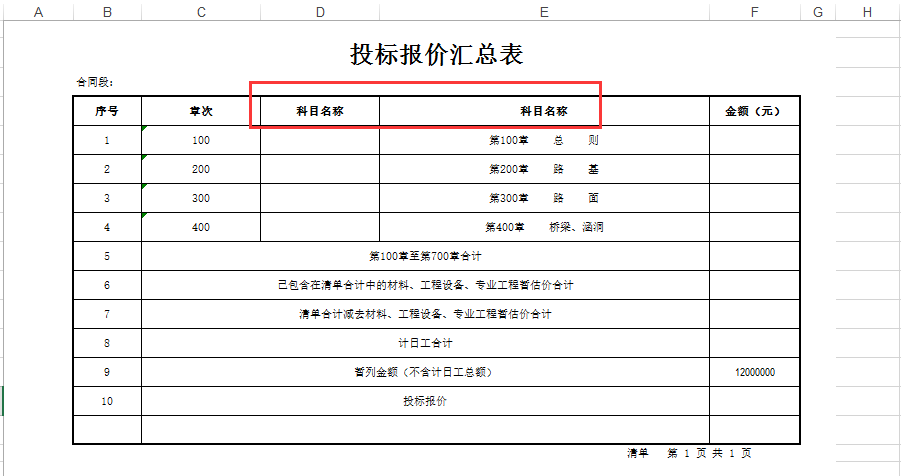 A B C D E F G H
投标报价汇总表
合同段:
序号 章次 科目名称 科目名称 金额（元）
1 100 第100章 总 则
2 200 第200章 路 基
3 300 第300章 路 面
4 400 第400章 桥梁、涵洞
5 第100章至第700章合计
6 已包含在清单合计中的材料、工程设备、专业工程暂估价合计
7 清单合计减去材料、工程设备、专业工程暂估价合计
8 计日工合计
9 暂列金额（不含计日工总额） 12000000
10 投标报价
清单 第 1 页 共 1 页